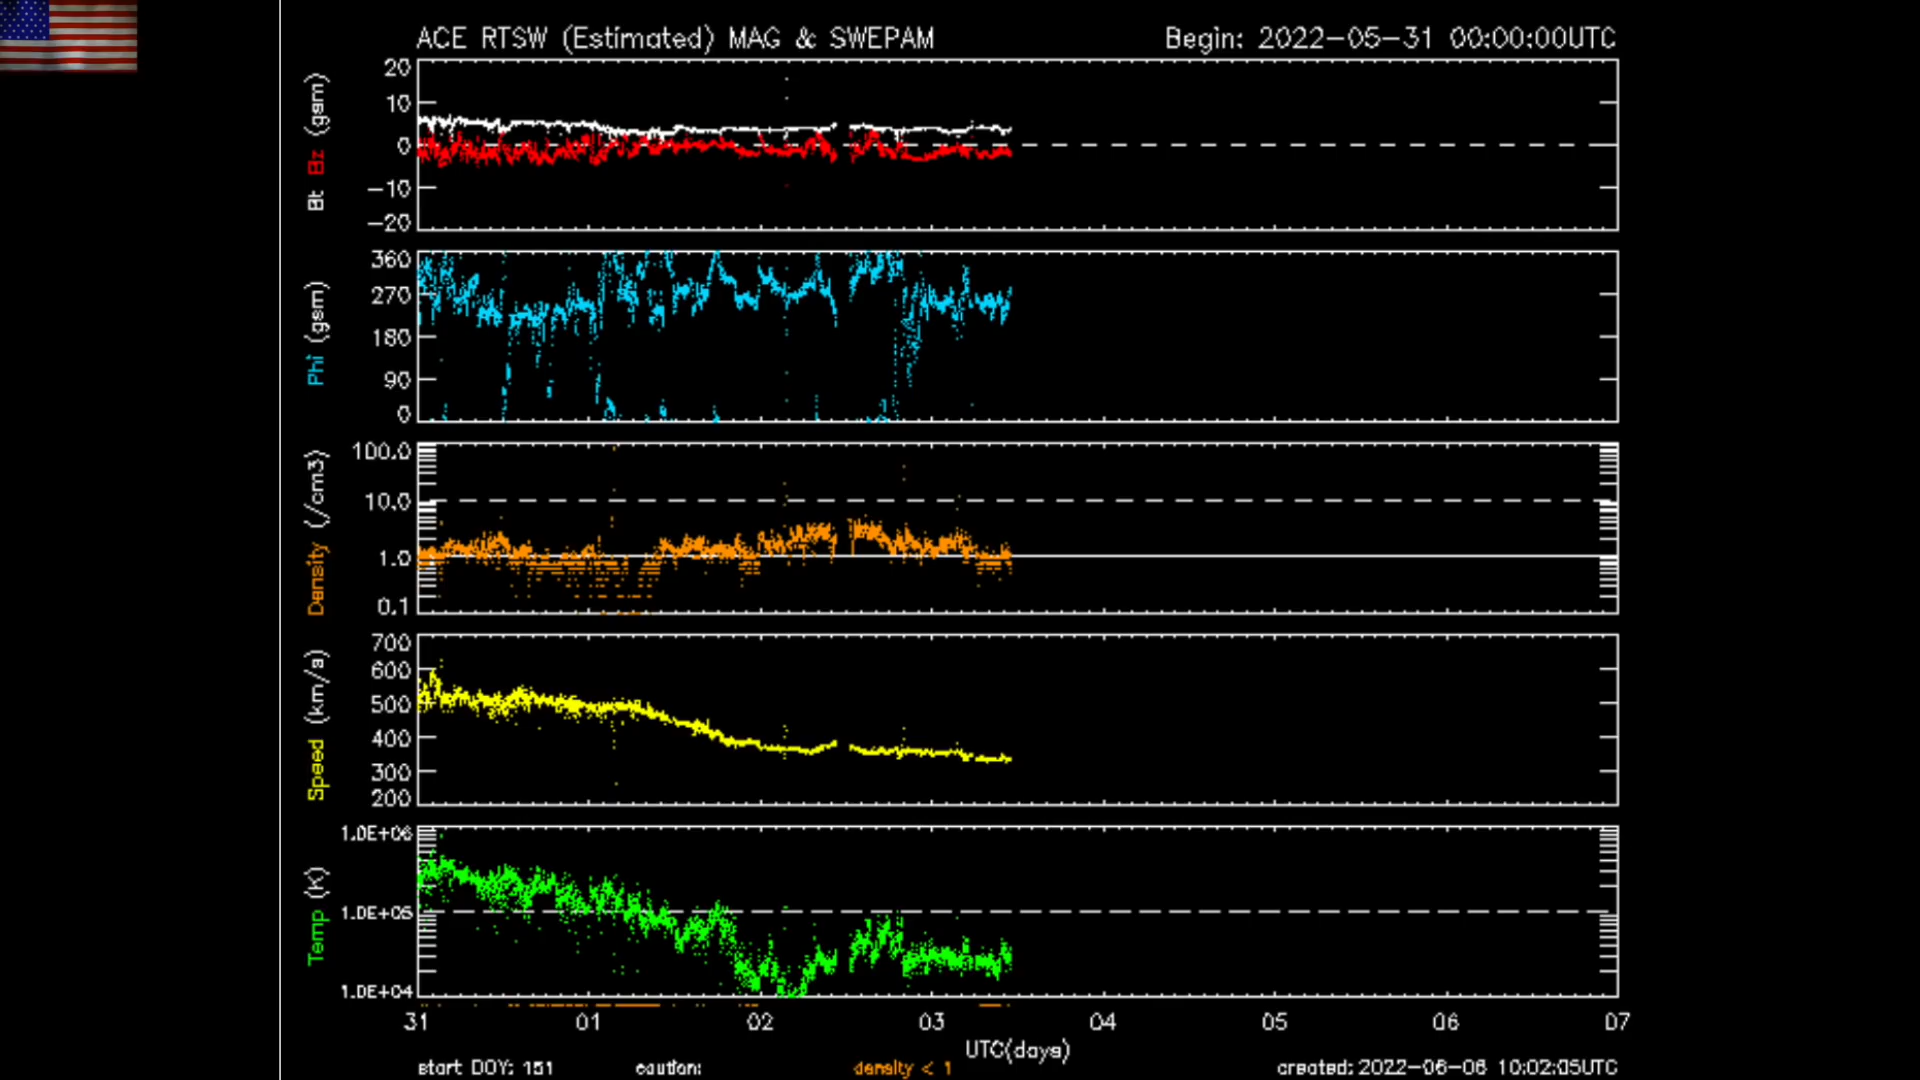 ACE RTSW (Estimated) MAG & SWEPAM
Begin: 2022-05-31 00:00:00UTC
Bt Bz (gsm)
20
10
0
-10
-20
Phi (gsm)
360
270
180
90
0
Density (/cm3)
100.0
10.0
1.0
0.1
Speed (km/s)
700
600
500
400
300
200
Temp (K)
1.0E+06
1.0E+05
1.0E+04
31 01 02 03 04 05 06 07
UTC(days)
start DOY: 151
caution:
density < 1
created: 2022-06-06 10:02:05UTC